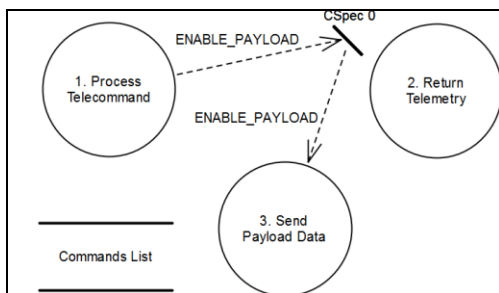 CSpec 0
ENABLE_PAYLOAD
1. Process
Telecommand
2. Return
Telemetry
ENABLE_PAYLOAD
3. Send
Payload Data
Commands List